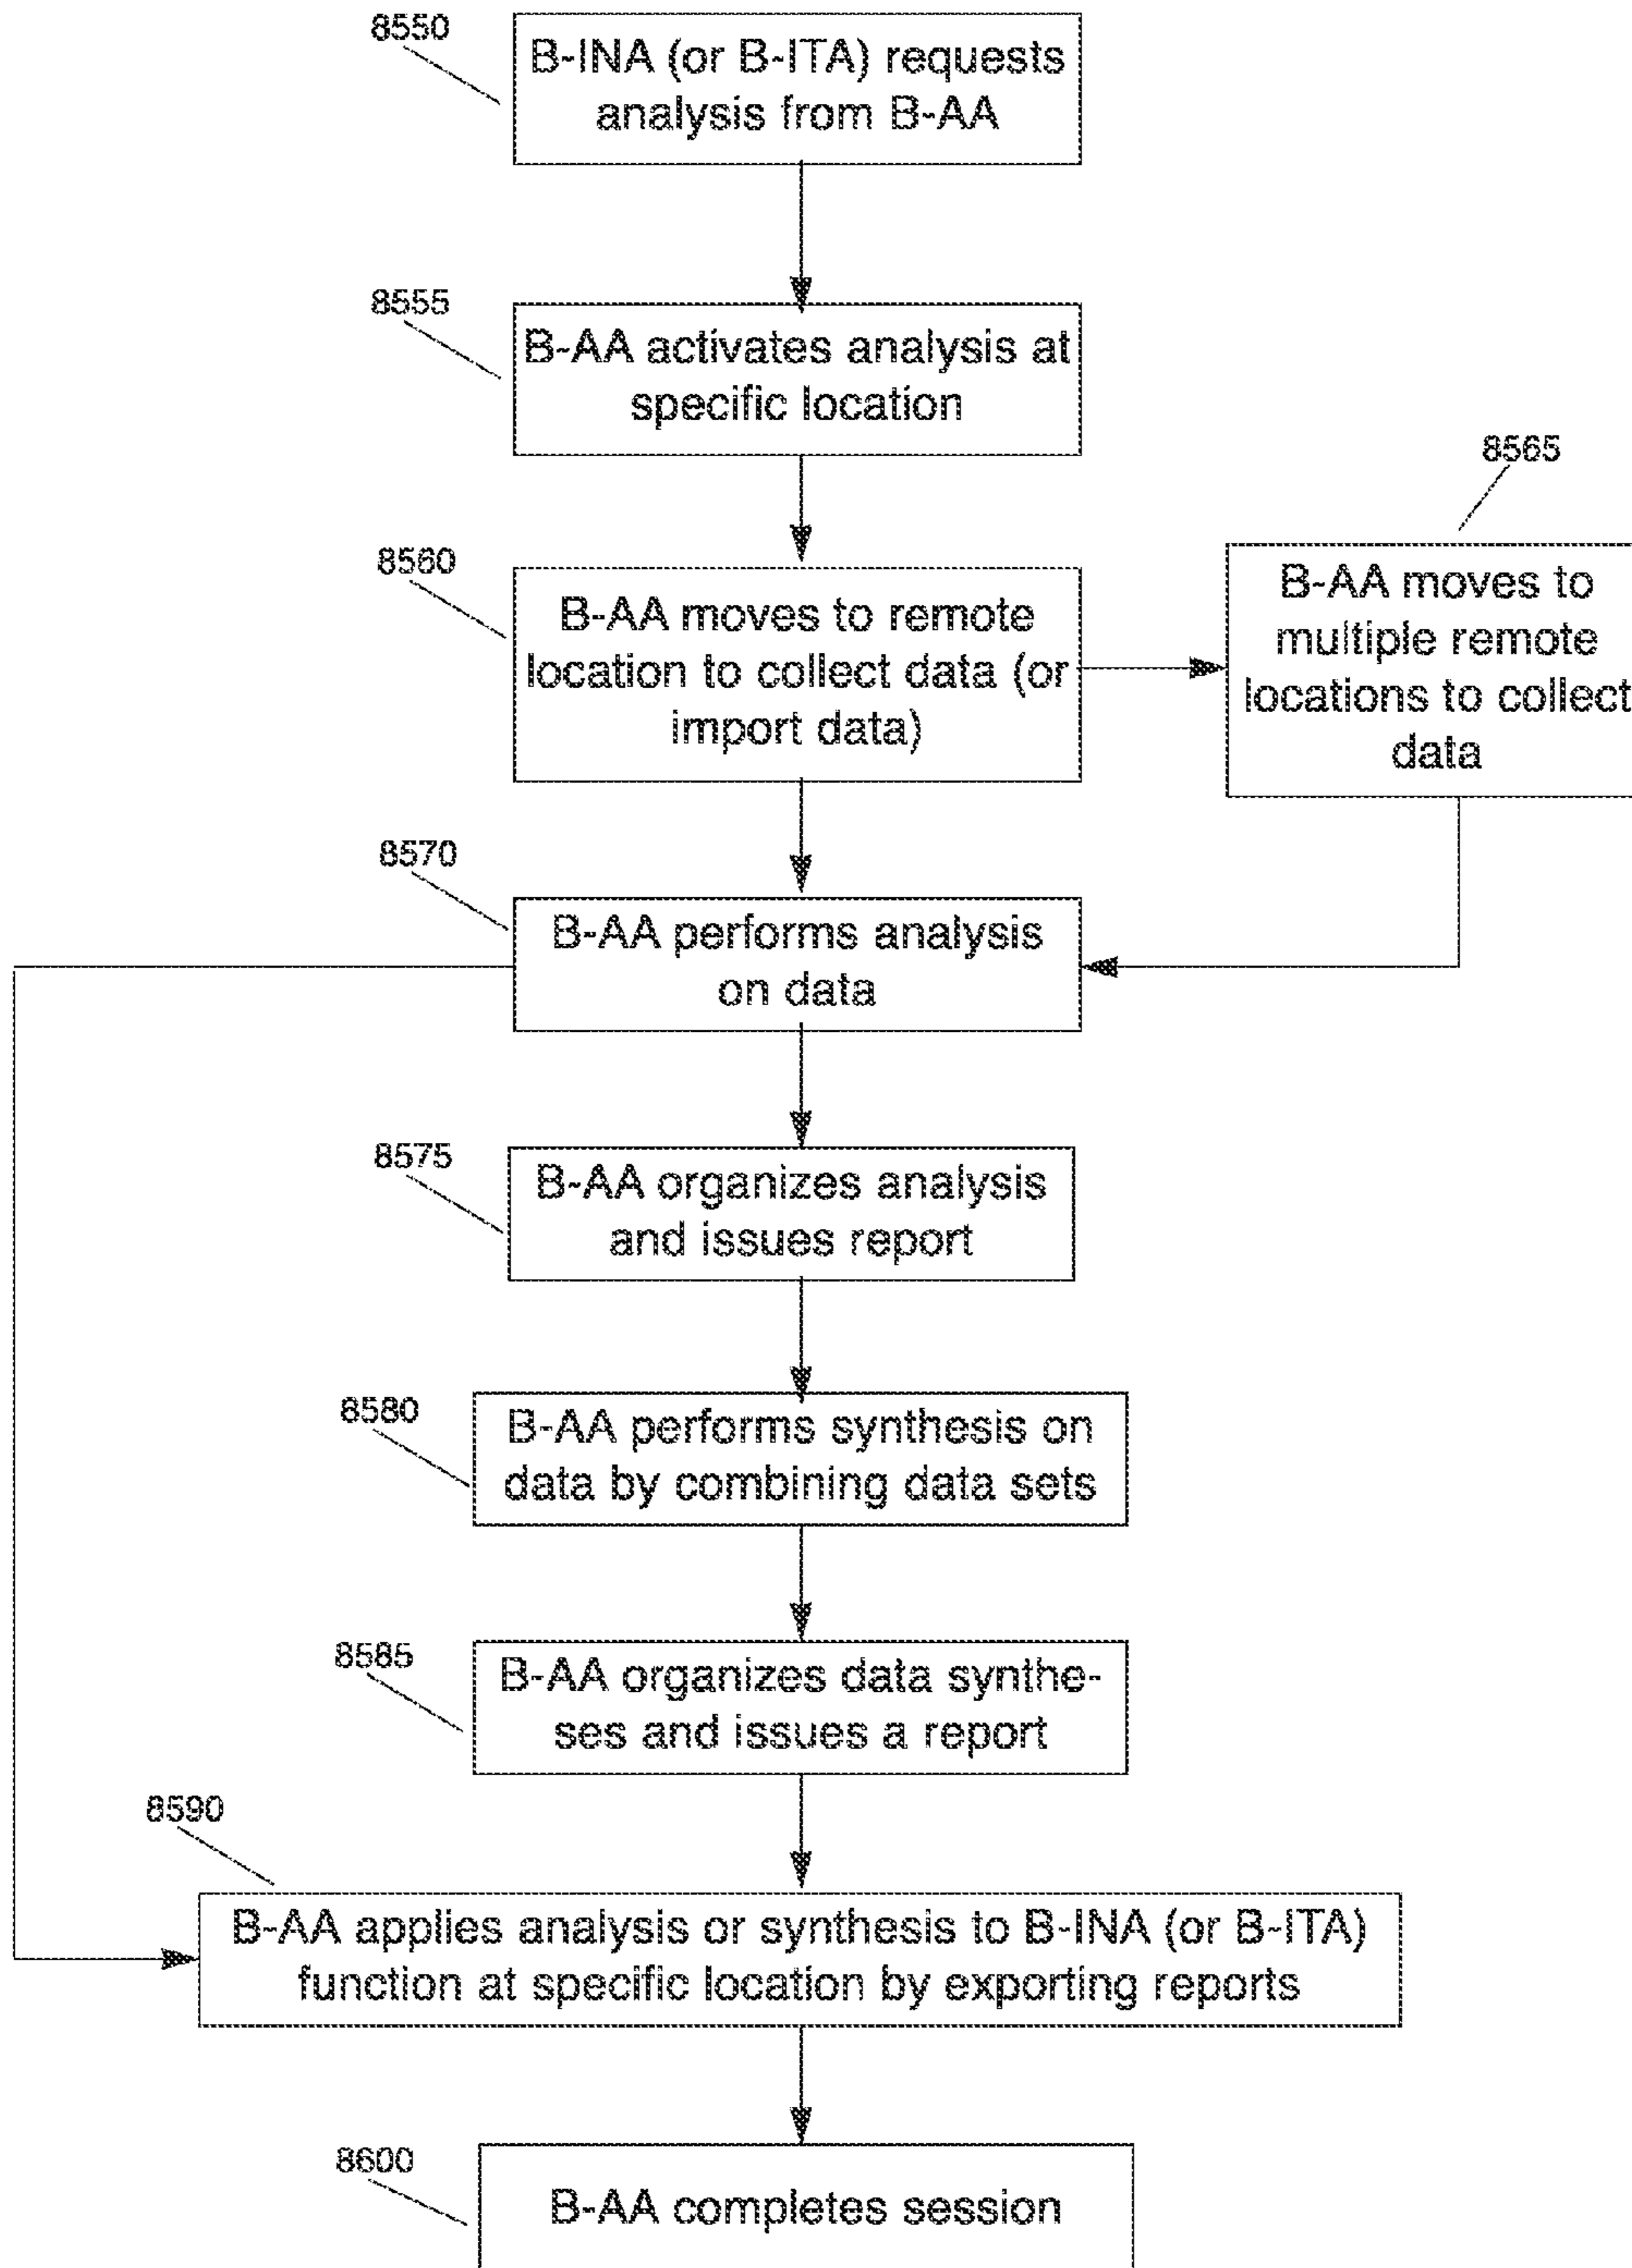 8550
B-INA (or B-ITA) requests
analysis from B-AA
8555
B-AA activates analysis at
specific location
8565
8560
B-AA moves to remote
location to collect data (or
import data)
B-AA moves to
multiple remote
locations to collect
data
8570
B-AA performs analysis
on data
8575
B-AA organizes analysis
and issues report
8580
B-AA performs synthesis on
data by combining data sets
8585
B-AA organizes data synthe-
ses and issues a report
8590
B-AA applies analysis or synthesis to B-INA (or B-ITA)
function at specific location by exporting reports
8600
B-AA completes session